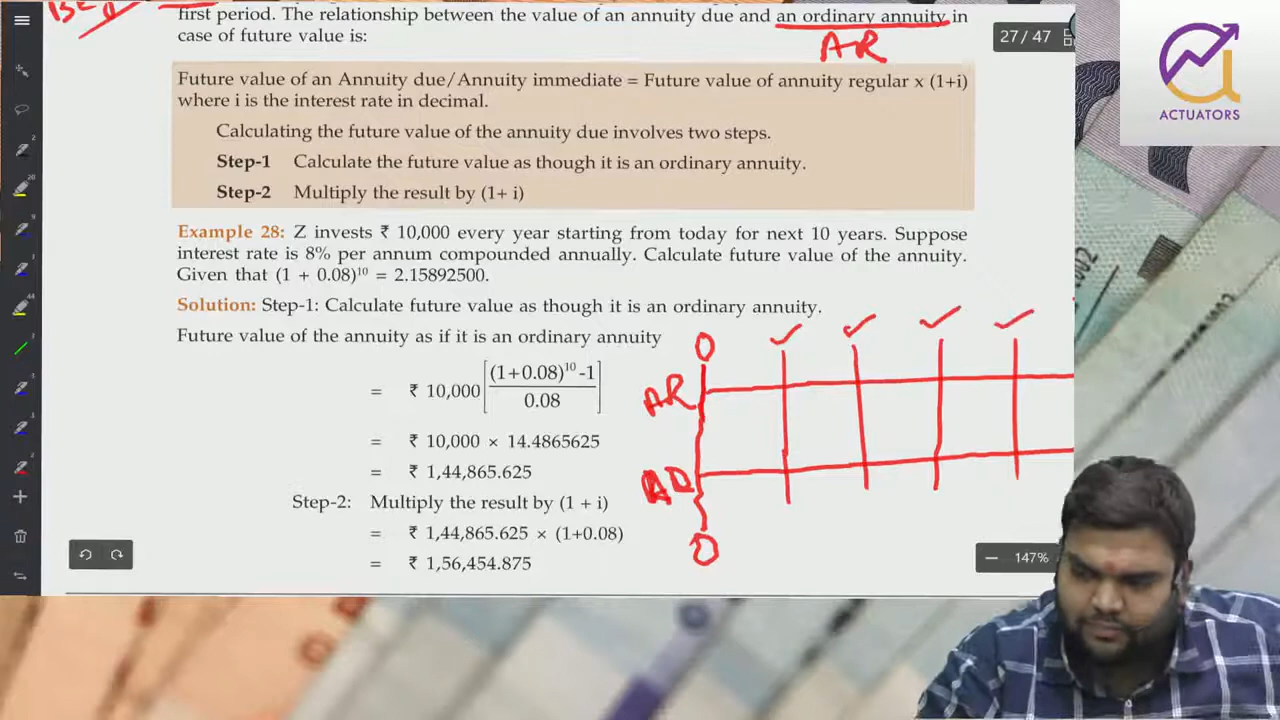 first period. The relationship between the value of an annuity due and an ordinary annuity in
case of future value is:
AR
27 / 47
ACTUATORS
Future value of an Annuity due/Annuity immediate = Future value of annuity regular x (1+i)
where i is the interest rate in decimal.
Calculating the future value of the annuity due involves two steps.
Step-1 Calculate the future value as though it is an ordinary annuity.
Step-2 Multiply the result by (1+ i)
Example 28: Z invests ₹ 10,000 every year starting from today for next 10 years. Suppose
interest rate is 8% per annum compounded annually. Calculate future value of the annuity.
Given that (1 + 0.08)¹⁰ = 2.15892500.
Solution: Step-1: Calculate future value as though it is an ordinary annuity.
Future value of the annuity as if it is an ordinary annuity
= ₹ 10,000 [(1+0.08)¹⁰ -1 / 0.08]
= ₹ 10,000 × 14.4865625
= ₹ 1,44,865.625
Step-2: Multiply the result by (1 + i)
= ₹ 1,44,865.625 × (1+0.08)
= ₹ 1,56,454.875
0
AR
AD
0
147%